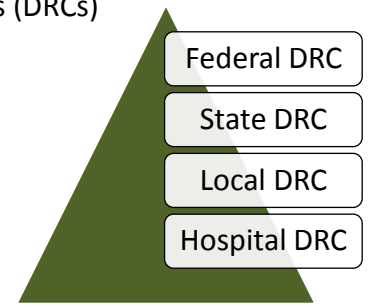 s (DRCs)
Federal DRC
State DRC
Local DRC
Hospital DRC